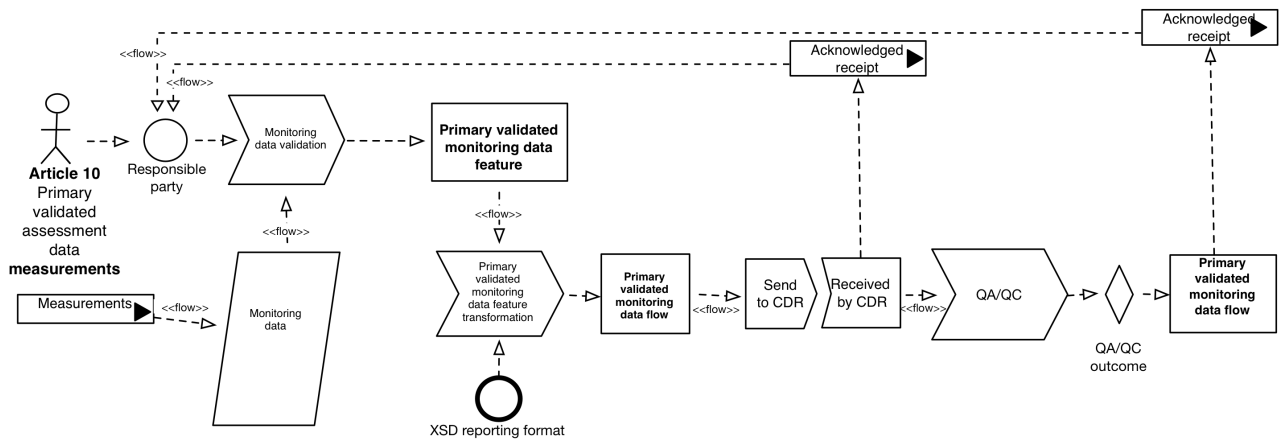 Acknowledged
receipt
Acknowledged
receipt
<<flow>>
<<flow>>
Article 10
Primary
validated
assessment
data
measurements
Responsible
party
Monitoring
data validation
Primary validated
monitoring data
feature
<<flow>>
<<flow>>
Measurements
<<flow>>
Monitoring
data
Primary
validated
monitoring
data feature
transformation
XSD reporting format
Primary
validated
monitoring
data flow
<<flow>>
Send
to CDR
Received
by CDR
<<flow>>
QA/QC
QA/QC
outcome
Primary
validated
monitoring
data flow